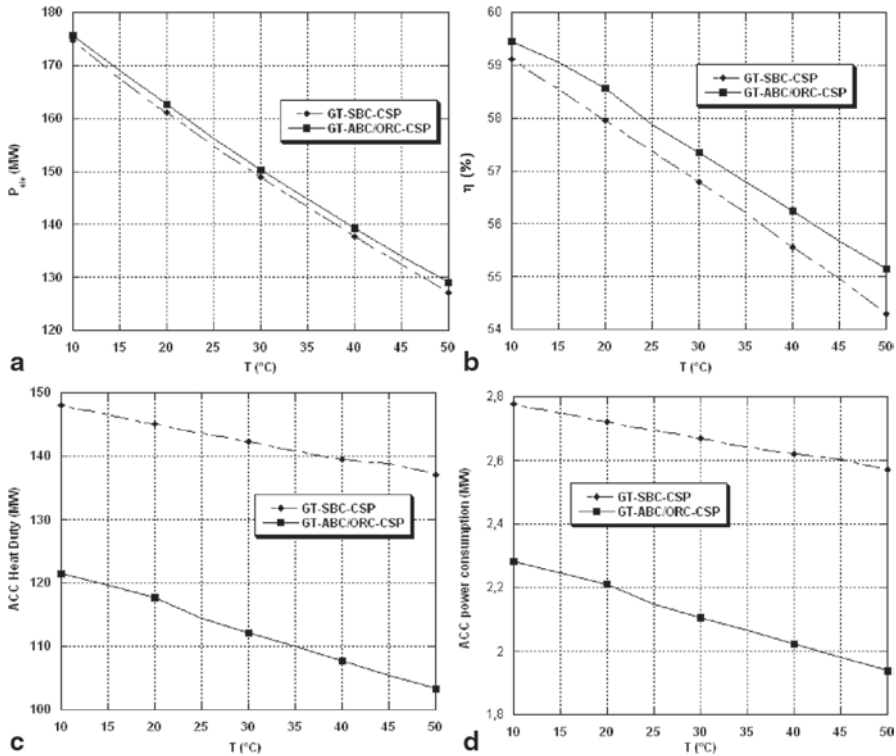 180
170
160
150
140
130
120
P ele (MW)
GT-SBC-CSP
GT-ABC/ORC-CSP
10 15 20 25 30 35 40 45 50
T (°C)
a
60
59
58
57
56
55
54
η (%)
GT-SBC-CSP
GT-ABC/ORC-CSP
10 15 20 25 30 35 40 45 50
T (°C)
b
150
140
130
120
110
100
ACC Heat Duty (MW)
GT-SBC-CSP
GT-ABC/ORC-CSP
10 15 20 25 30 35 40 45 50
T (°C)
c
2,8
2,6
2,4
2,2
2
1,8
ACC power consumption (MW)
GT-SBC-CSP
GT-ABC/ORC-CSP
10 15 20 25 30 35 40 45 50
T (°C)
d